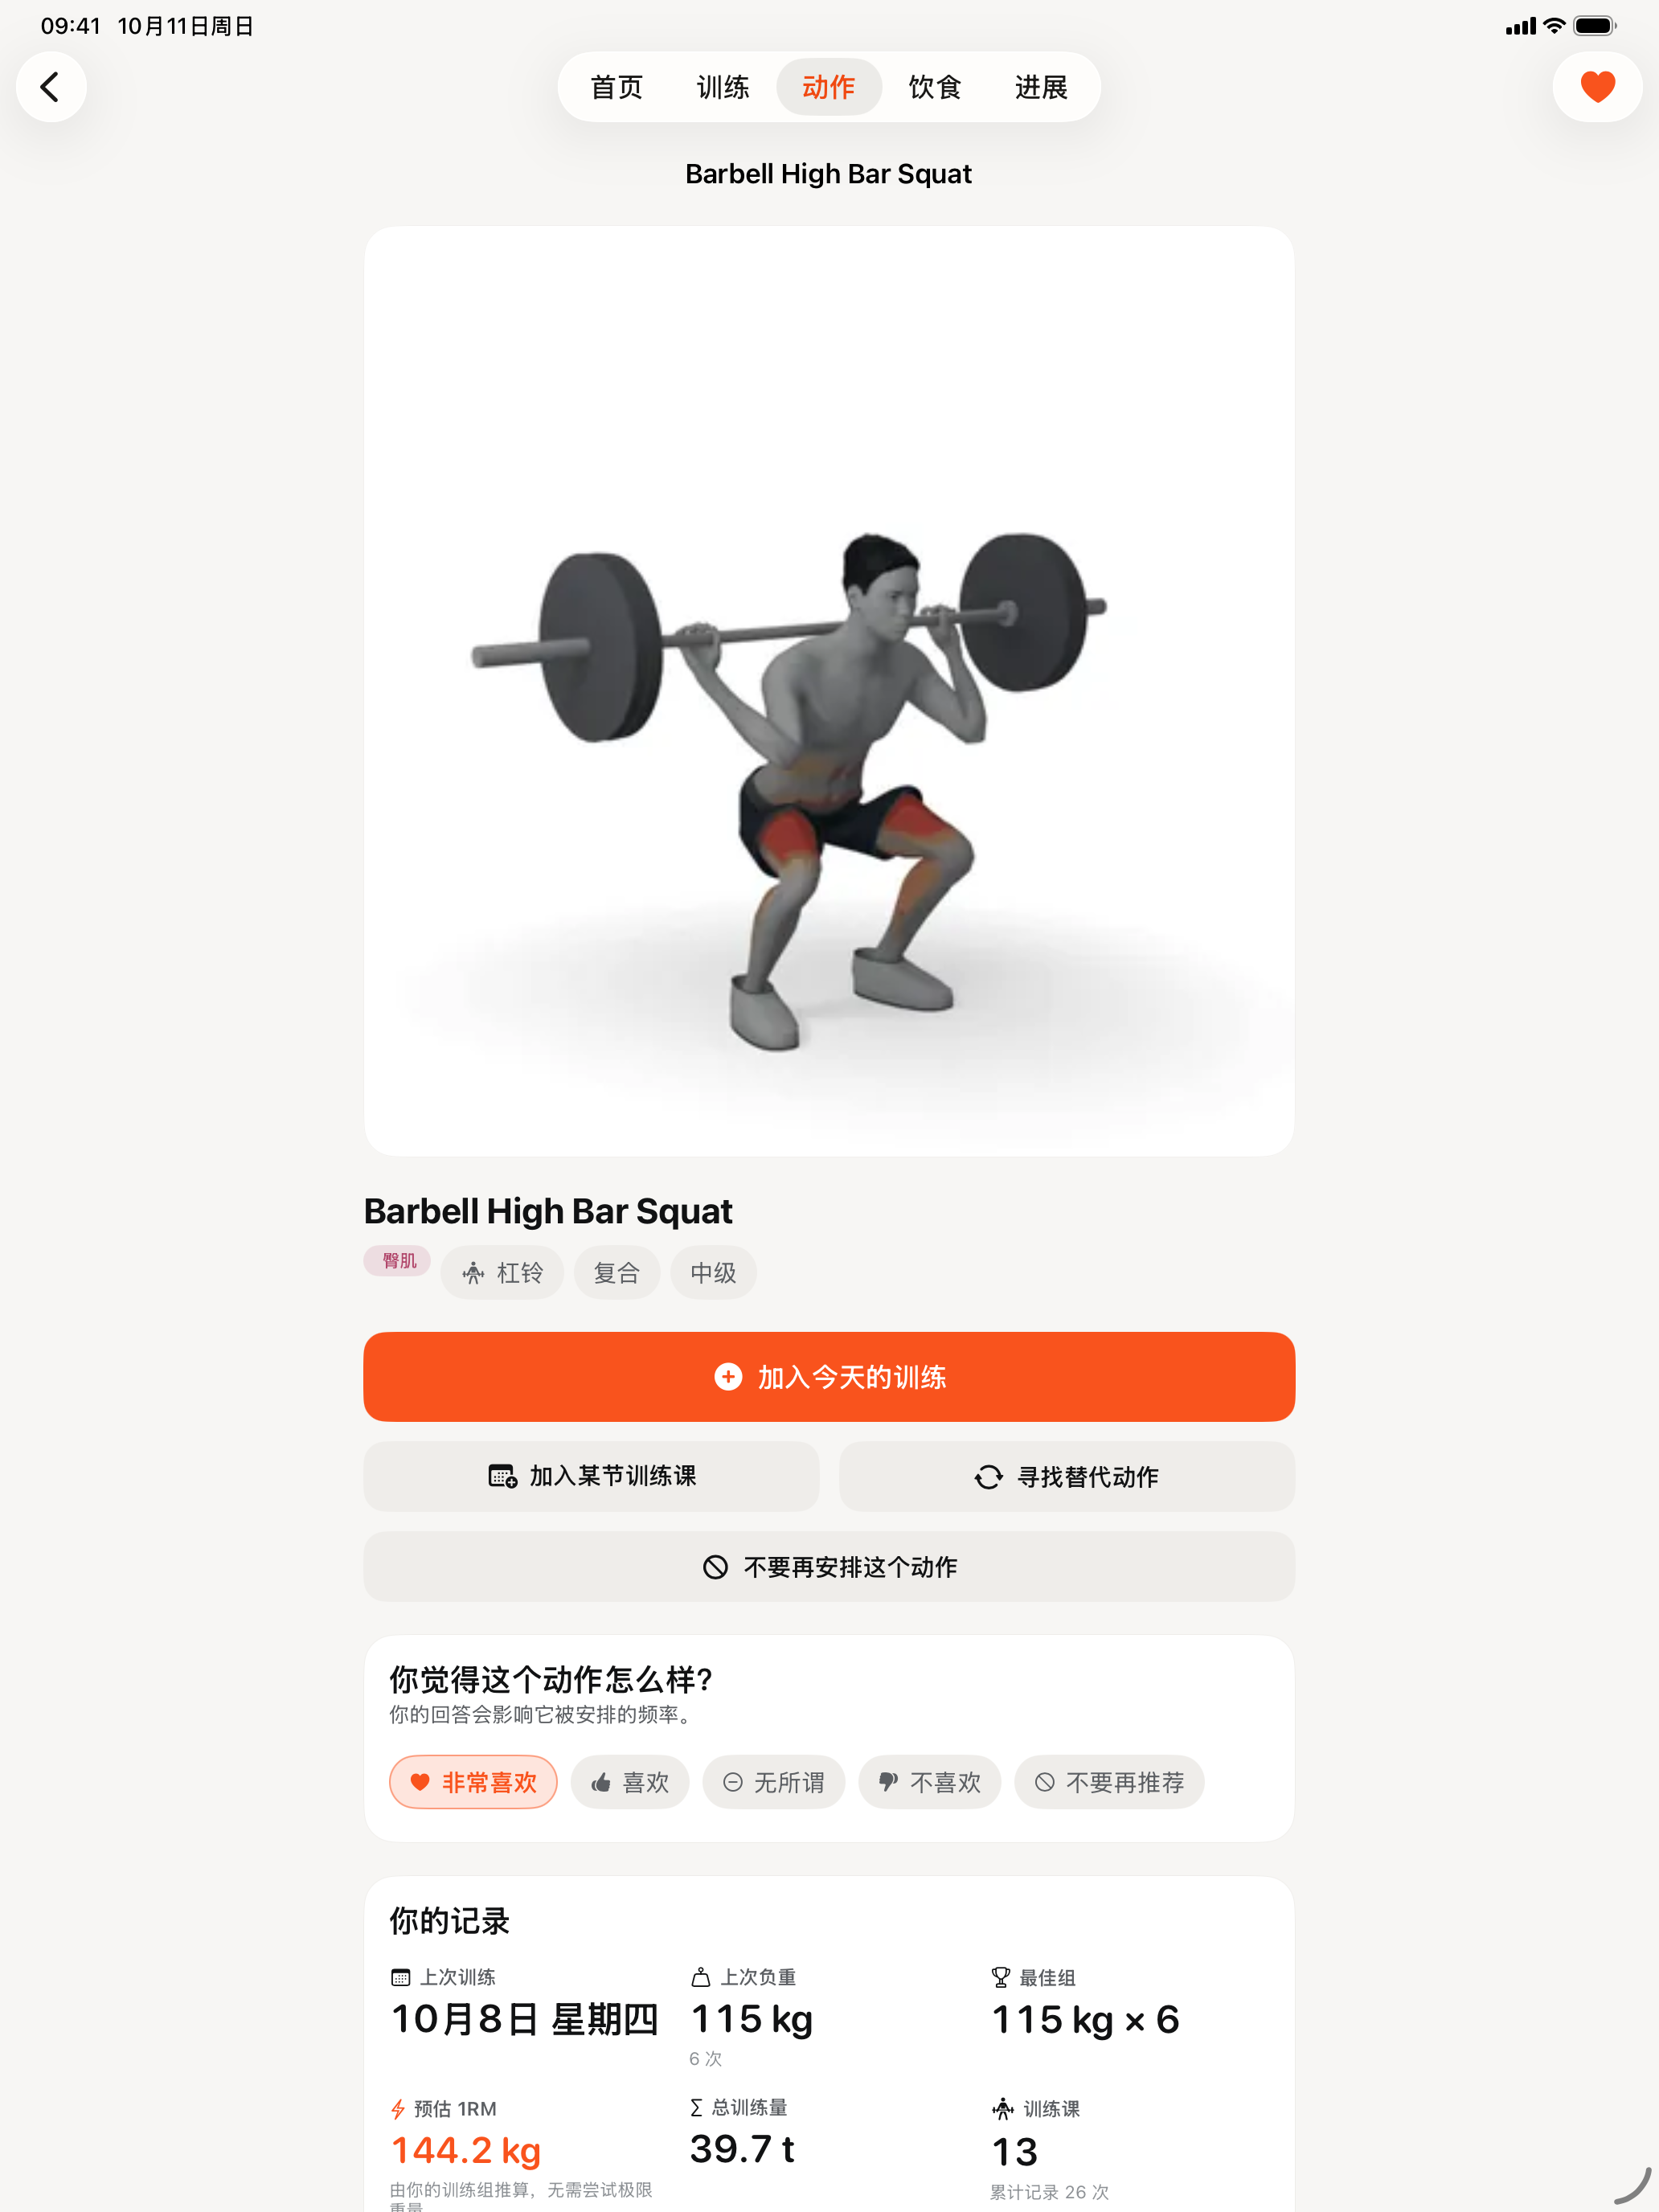 09:41 10月11日周日
首页 训练 动作 饮食 进展
Barbell High Bar Squat
Barbell High Bar Squat
臀肌 杠铃 复合 中级
加入今天的训练
加入某节训练课 寻找替代动作
不要再安排这个动作
你觉得这个动作怎么样?
你的回答会影响它被安排的频率。
非常喜欢 喜欢 无所谓 不喜欢 不要再推荐
你的记录
上次训练 上次负重 最佳组
10月8日 星期四 115 kg 115 kg × 6
6 次
预估 1RM 总训练量 训练课
144.2 kg 39.7 t 13
由你的训练组推算，无需尝试极限 累计记录 26 次
重量